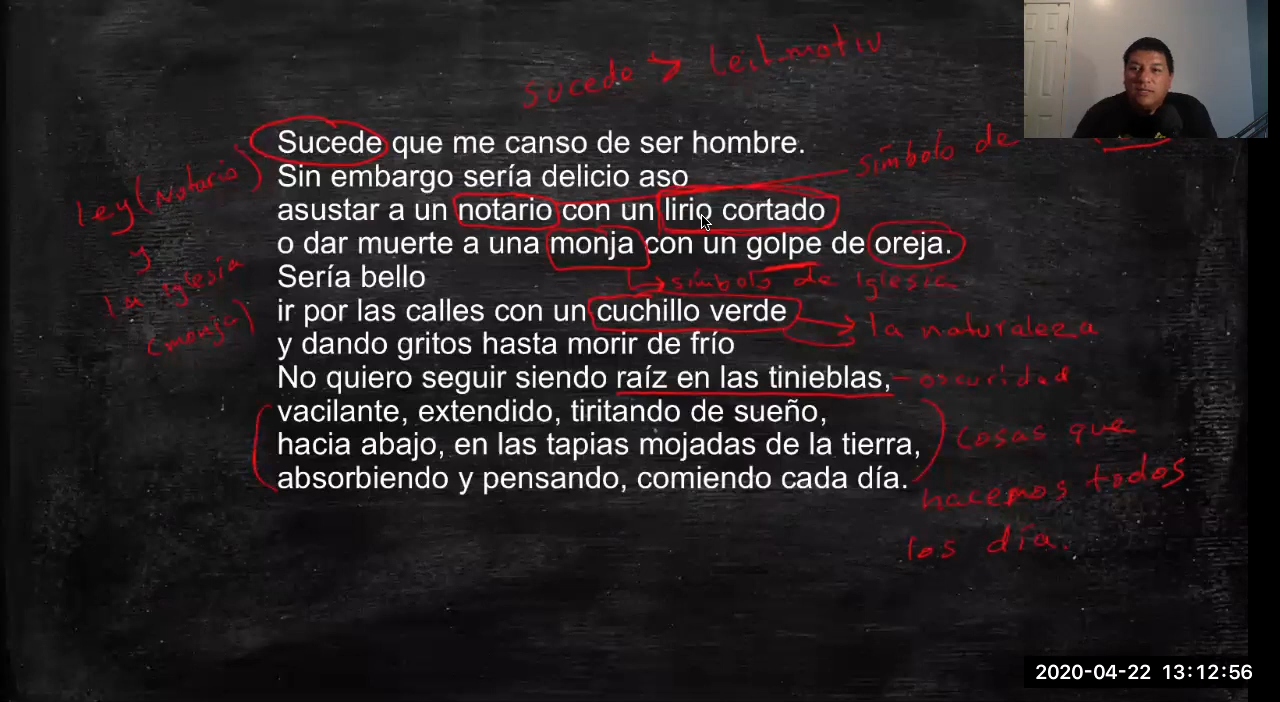 sucede > leit-motiv
Sucede que me canso de ser hombre.
símbolo de
Sin embargo sería delicio aso
ley (Notario)
asustar a un notario con un lirio cortado
y
o dar muerte a una monja con un golpe de oreja.
la iglesia
Sería bello
símbolo de Iglesia
(monja)
ir por las calles con un cuchillo verde
la naturaleza
y dando gritos hasta morir de frío
No quiero seguir siendo raíz en las tinieblas,
- oscuridad
vacilante, extendido, tiritando de sueño,
hacia abajo, en las tapias mojadas de la tierra,
absorbiendo y pensando, comiendo cada día.
cosas que
hacemos todos
los día.
2020-04-22 13:12:56